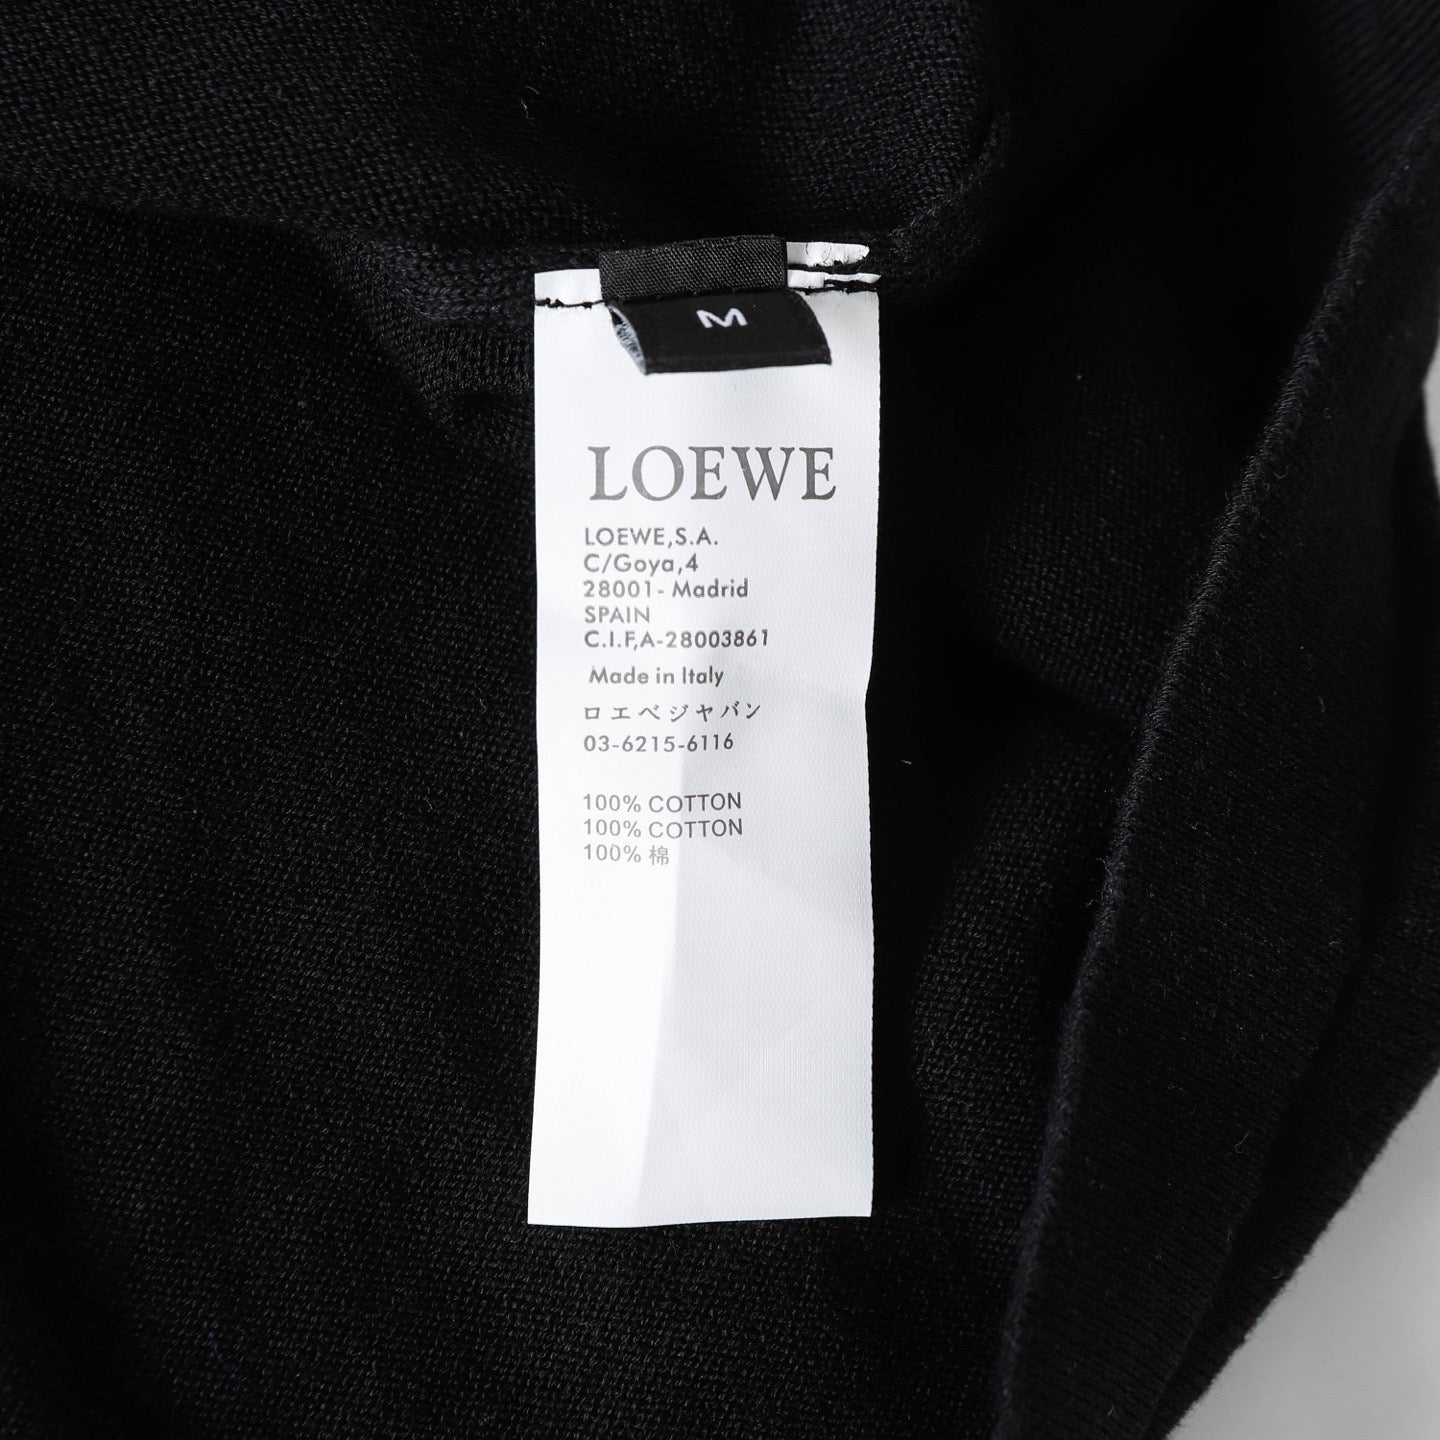 M
LOEWE
LOEWE,S.A.
C/Goya,4
28001- Madrid
SPAIN
C.I.F,A-28003861
Made in Italy
ロエベジャバン
03-6215-6116
100% COTTON
100% COTTON
100% 棉